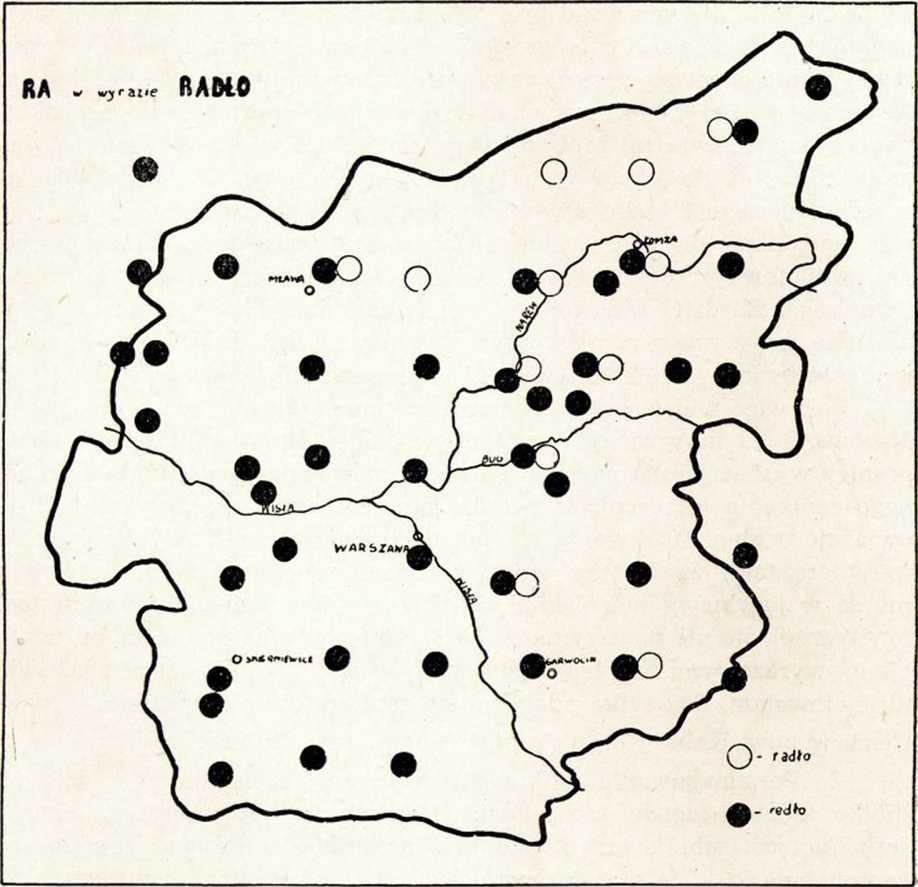 RA w wyrazie RADŁO
ŁOMŻA
MŁAWA
NAREW
BUG
WISŁA
WARSZAWA
WISŁA
SKIERNIEWICE
GARWOLIN
- radło
- redło